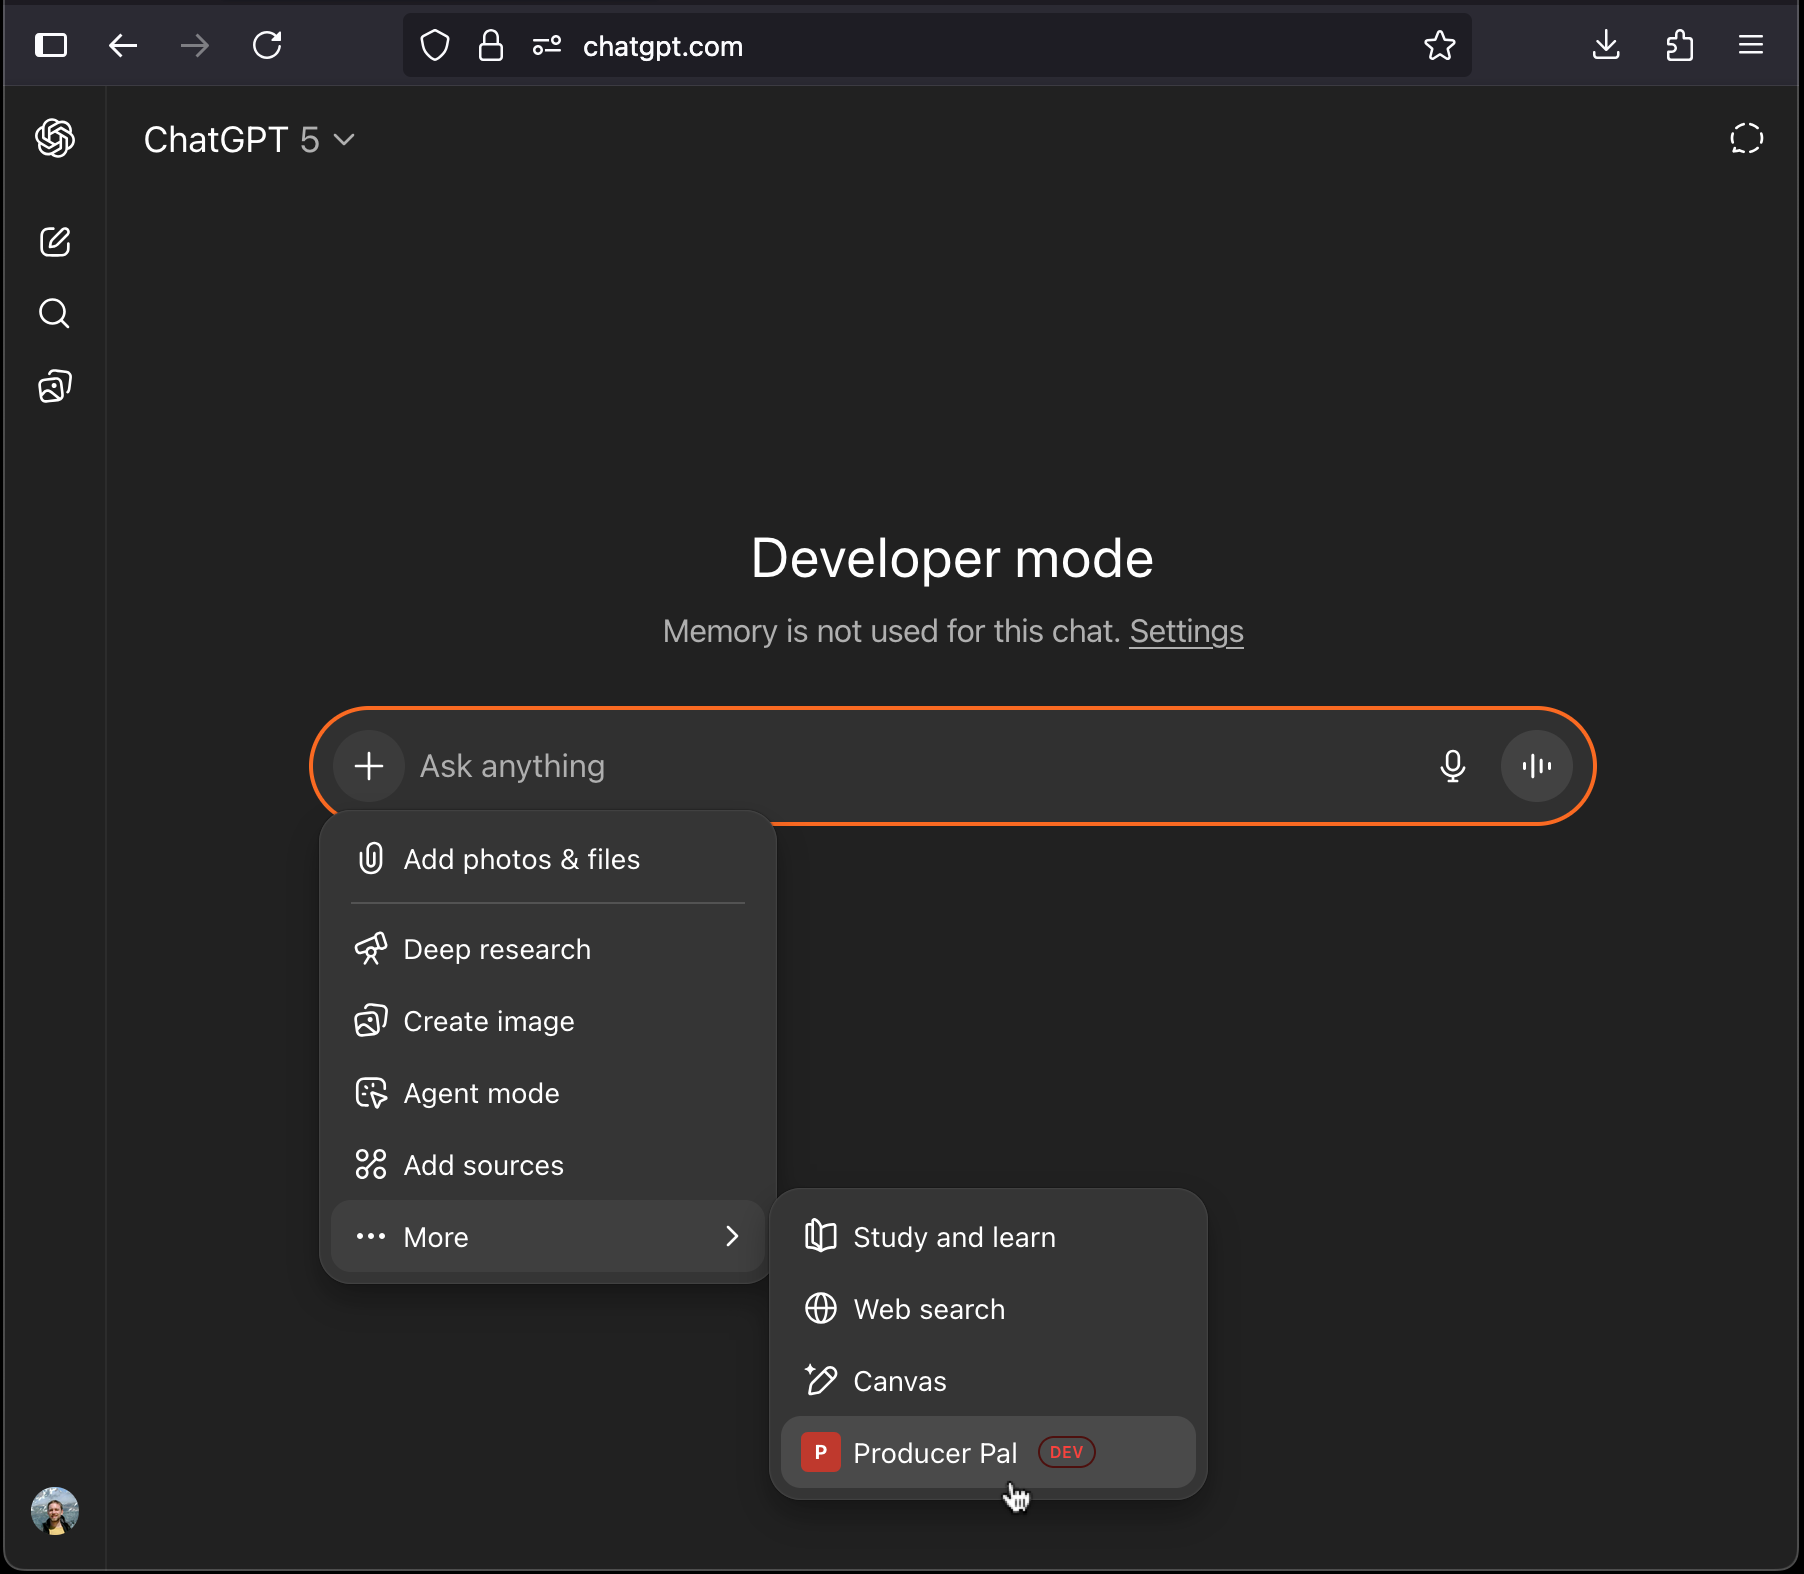 chatgpt.com
ChatGPT 5
Developer mode
Memory is not used for this chat. Settings
Ask anything
Add photos & files
Deep research
Create image
Agent mode
Add sources
More
Study and learn
Web search
Canvas
P Producer Pal DEV